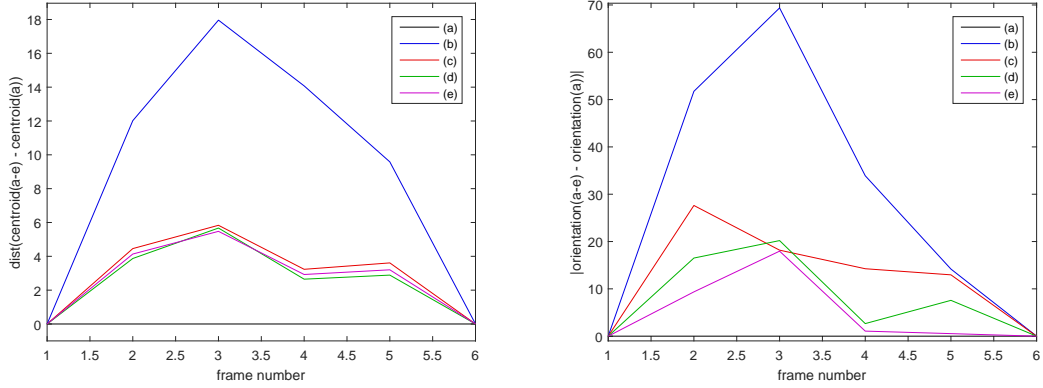 18
16
14
12
10
8
6
4
2
0
dist(centroid(a-e) - centroid(a))
1 1.5 2 2.5 3 3.5 4 4.5 5 5.5 6
frame number
(a)
(b)
(c)
(d)
(e)
70
60
50
40
30
20
10
0
|orientation(a-e) - orientation(a))|
1 1.5 2 2.5 3 3.5 4 4.5 5 5.5 6
frame number
(a)
(b)
(c)
(d)
(e)